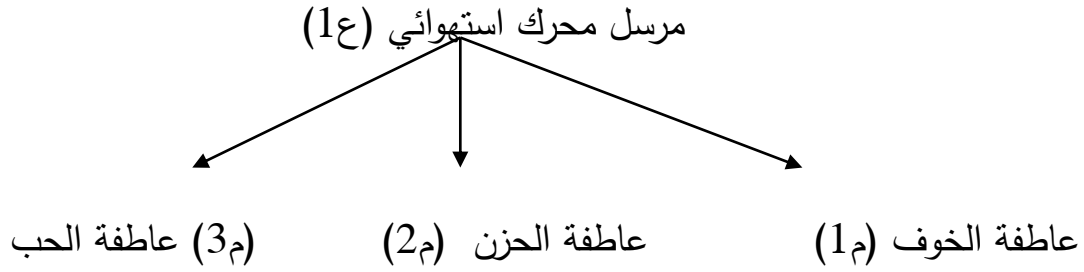 مرسل محرك استهوائي (ع1)
عاطفة الخوف (م1) عاطفة الحزن (م2) (م3) عاطفة الحب